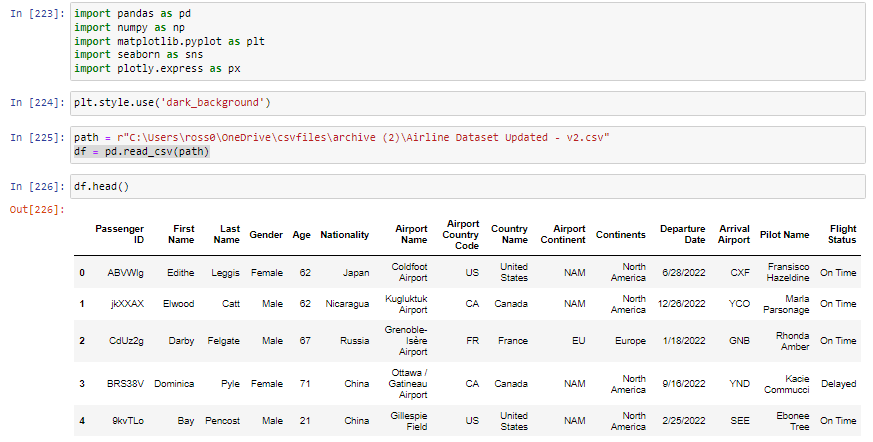 In [223]: import pandas as pd
import numpy as np
import matplotlib.pyplot as plt
import seaborn as sns
import plotly.express as px
In [224]: plt.style.use('dark_background')
In [225]: path = r"C:\Users\ross0\OneDrive\csvfiles\archive (2)\Airline Dataset Updated - v2.csv"
df = pd.read_csv(path)
In [226]: df.head()
Out[226]:
Passenger ID First Name Last Name Gender Age Nationality Airport Name Airport Country Code Country Name Airport Continent Continents Departure Date Arrival Airport Pilot Name Flight Status
0 ABVWIg Edithe Leggis Female 62 Japan Coldfoot Airport US United States NAM North America 6/28/2022 CXF Fransisco Hazeldine On Time
1 jkXXAX Elwood Catt Male 62 Nicaragua Kugluktuk Airport CA Canada NAM North America 12/26/2022 YCO Marla Parsonage On Time
2 CdUz2g Darby Felgate Male 67 Russia Grenoble-Isère Airport FR France EU Europe 1/18/2022 GNB Rhonda Amber On Time
3 BRS38V Dominica Pyle Female 71 China Ottawa / Gatineau Airport CA Canada NAM North America 9/16/2022 YND Kacie Commucci Delayed
4 9kvTLo Bay Pencost Male 21 China Gillespie Field US United States NAM North America 2/25/2022 SEE Ebonee Tree On Time